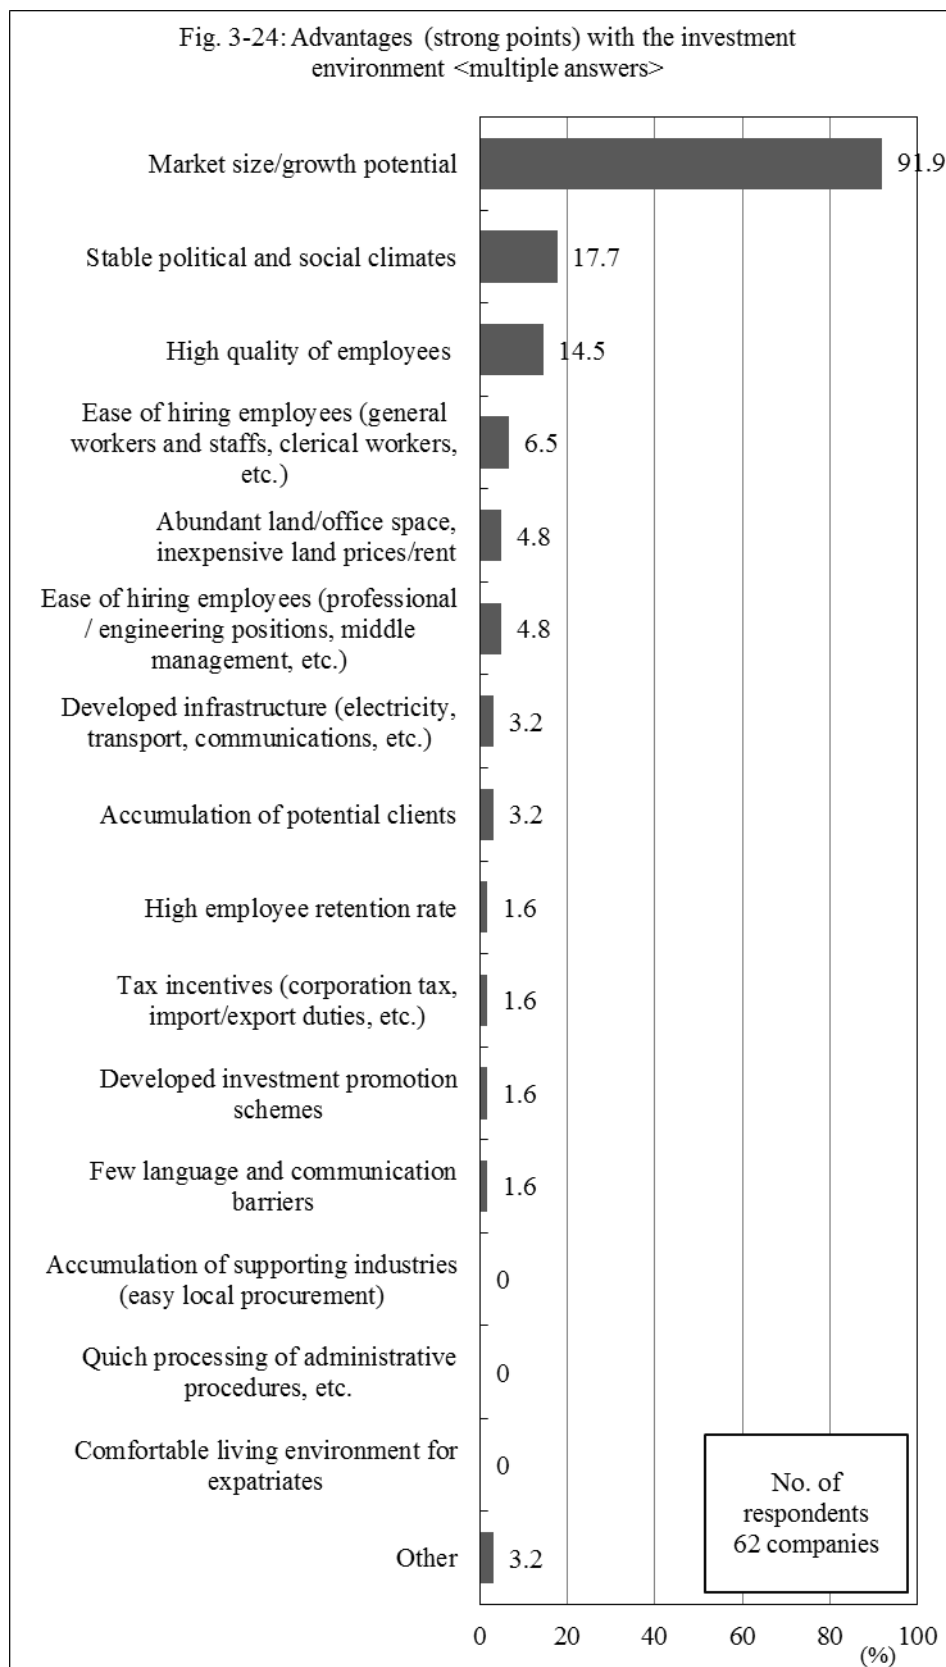 Fig. 3-24: Advantages (strong points) with the investment
environment <multiple answers>
Market size/growth potential
91.9
Stable political and social climates
17.7
High quality of employees
14.5
Ease of hiring employees (general
workers and staffs, clerical workers,
etc.)
6.5
Abundant land/office space,
inexpensive land prices/rent
4.8
Ease of hiring employees (professional
/ engineering positions, middle
management, etc.)
4.8
Developed infrastructure (electricity,
transport, communications, etc.)
3.2
Accumulation of potential clients
3.2
High employee retention rate
1.6
Tax incentives (corporation tax,
import/export duties, etc.)
1.6
Developed investment promotion
schemes
1.6
Few language and communication
barriers
1.6
Accumulation of supporting industries
(easy local procurement)
0
Quich processing of administrative
procedures, etc.
0
Comfortable living environment for
expatriates
0
Other
3.2
No. of
respondents
62 companies
0 20 40 60 80 100
(%)